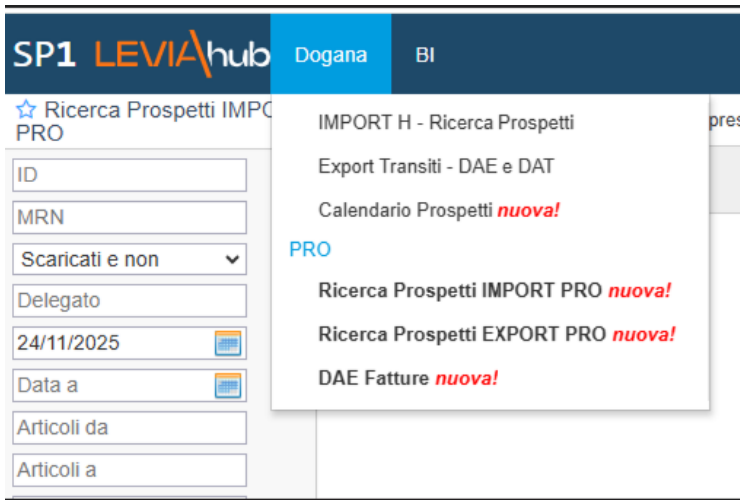 SP1 LEVIAhub Dogana BI
Ricerca Prospetti
PRO
ID
MRN
Scaricati e non
Delegato
24/11/2025
Data a
Articoli da
Articoli a
IMPORT H - Ricerca Prospetti
Export Transiti - DAE e DAT
Calendario Prospetti nuova!
PRO
Ricerca Prospetti IMPORT PRO nuova!
Ricerca Prospetti EXPORT PRO nuova!
DAE Fatture nuova!